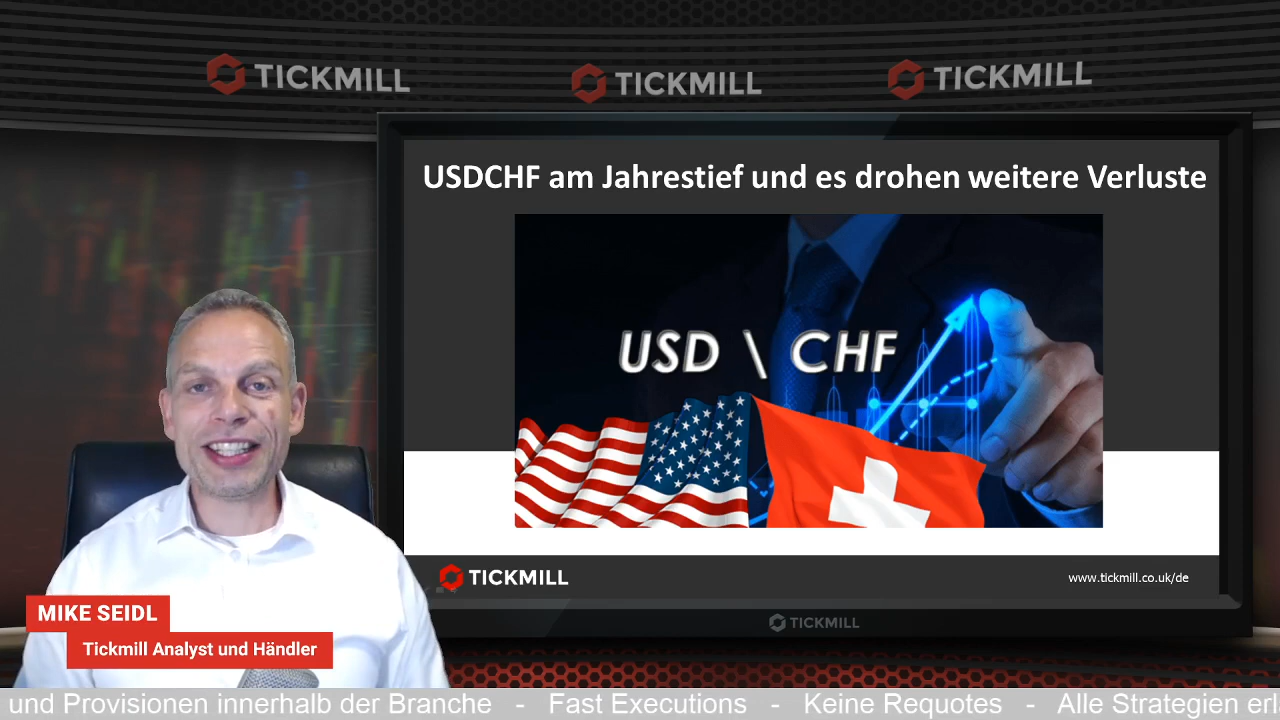 TICKMILL
TICKMILL
TICKMILL
USDCHF am Jahrestief und es drohen weitere Verluste
USD \ CHF
TICKMILL
www.tickmill.co.uk/de
TICKMILL
MIKE SEIDL
Tickmill Analyst und Händler
und Provisionen innerhalb der Branche - Fast Executions - Keine Requotes - Alle Strategien